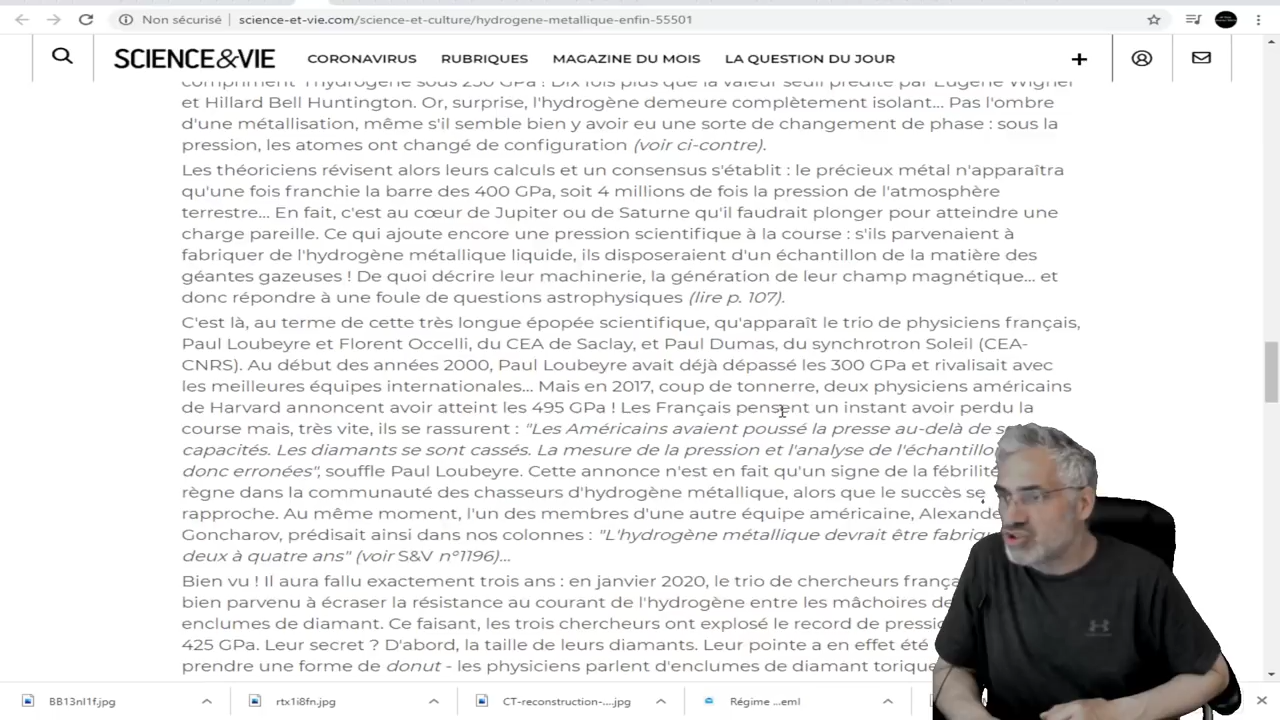 Non sécurisé | science-et-vie.com/science-et-culture/hydrogene-metallique-enfin-55501
SCIENCE&VIE CORONAVIRUS RUBRIQUES MAGAZINE DU MOIS LA QUESTION DU JOUR +
compriment l'hydrogène sous 250 GPa ! Dix fois plus que la valeur seuil prédite par Eugene Wigner
et Hillard Bell Huntington. Or, surprise, l'hydrogène demeure complètement isolant... Pas l'ombre
d'une métallisation, même s'il semble bien y avoir eu une sorte de changement de phase : sous la
pression, les atomes ont changé de configuration (voir ci-contre).
Les théoriciens révisent alors leurs calculs et un consensus s'établit : le précieux métal n'apparaîtra
qu'une fois franchie la barre des 400 GPa, soit 4 millions de fois la pression de l'atmosphère
terrestre... En fait, c'est au cœur de Jupiter ou de Saturne qu'il faudrait plonger pour atteindre une
charge pareille. Ce qui ajoute encore une pression scientifique à la course : s'ils parvenaient à
fabriquer de l'hydrogène métallique liquide, ils disposeraient d'un échantillon de la matière des
géantes gazeuses ! De quoi décrire leur machinerie, la génération de leur champ magnétique... et
donc répondre à une foule de questions astrophysiques (lire p. 107).
C'est là, au terme de cette très longue épopée scientifique, qu'apparaît le trio de physiciens français,
Paul Loubeyre et Florent Occelli, du CEA de Saclay, et Paul Dumas, du synchrotron Soleil (CEA-
CNRS). Au début des années 2000, Paul Loubeyre avait déjà dépassé les 300 GPa et rivalisait avec
les meilleures équipes internationales... Mais en 2017, coup de tonnerre, deux physiciens américains
de Harvard annoncent avoir atteint les 495 GPa ! Les Français pensent un instant avoir perdu la
course mais, très vite, ils se rassurent : "Les Américains avaient poussé la presse au-delà de
capacités. Les diamants se sont cassés. La mesure de la pression et l'analyse de
donc erronées", souffle Paul Loubeyre. Cette annonce n'est en fait qu'un signe de la fébrilité
règne dans la communauté des chasseurs d'hydrogène métallique, alors que le succès se
rapproche. Au même moment, l'un des membres d'une autre équipe américaine,
Goncharov, prédisait ainsi dans nos colonnes : "L'hydrogène métallique devrait être
deux à quatre ans" (voir S&V n°1196)...
Bien vu ! Il aura fallu exactement trois ans : en janvier 2020, le trio de chercheurs
bien parvenu à écraser la résistance au courant de l'hydrogène entre les mâchoires
enclumes de diamant. Ce faisant, les trois chercheurs ont explosé le record de
425 GPa. Leur secret ? D'abord, la taille de leurs diamants. Leur pointe a en effet été
prendre une forme de donut - les physiciens parlent d'enclumes de diamant
BB13nI1f.jpg rtx1i8fn.jpg CT-reconstruction-....jpg Régime ...eml